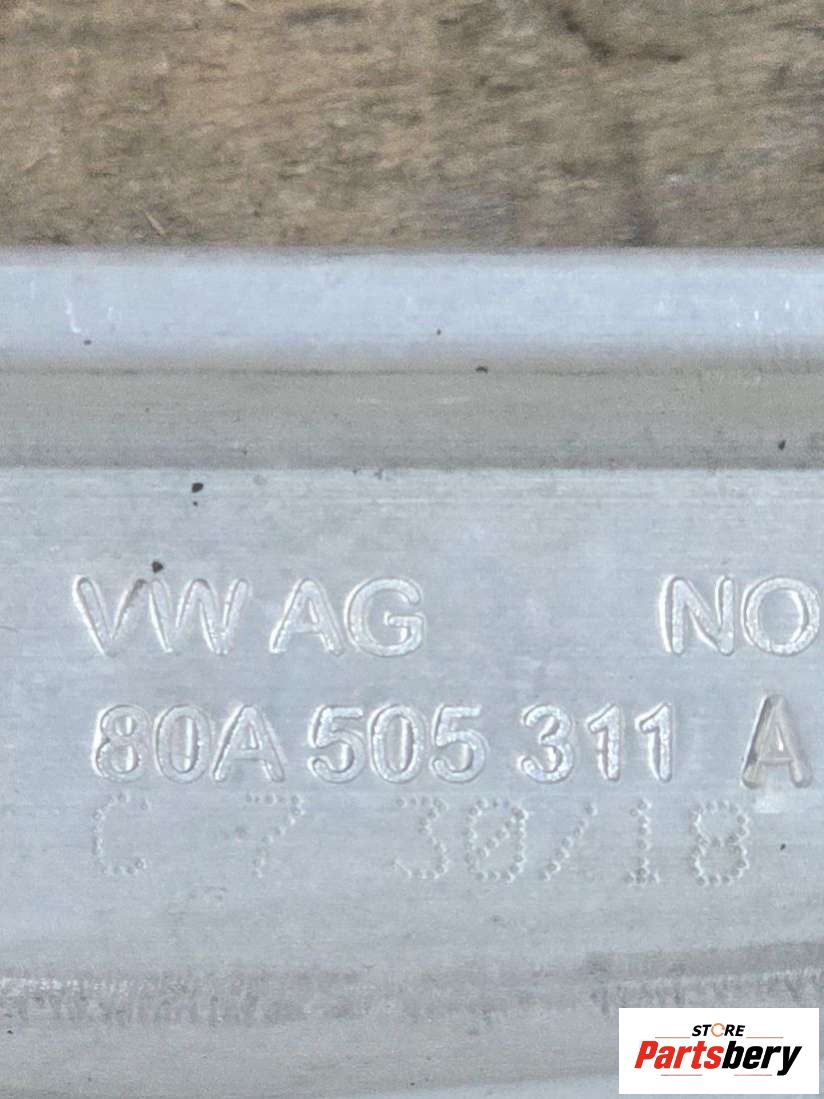 VW AG NO
80A 505 311 A
C 7 30/18
STORE
Partsbery